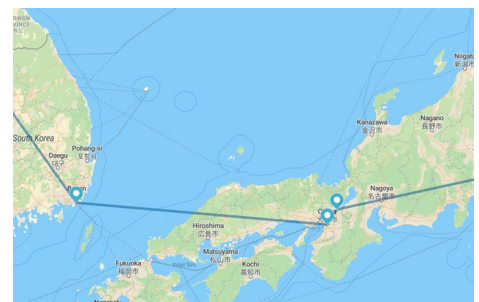 GWON
VINCE
Niigata
新潟市
Kanazawa
金沢市
Nagano
長野市
South Korea
Pohang-si
포항시
Daegu
대구
Nagoya
名古屋市
Hiroshima
広島市
Matsuyama
松山市
Kochi
高知市
Fukuoka
福岡市